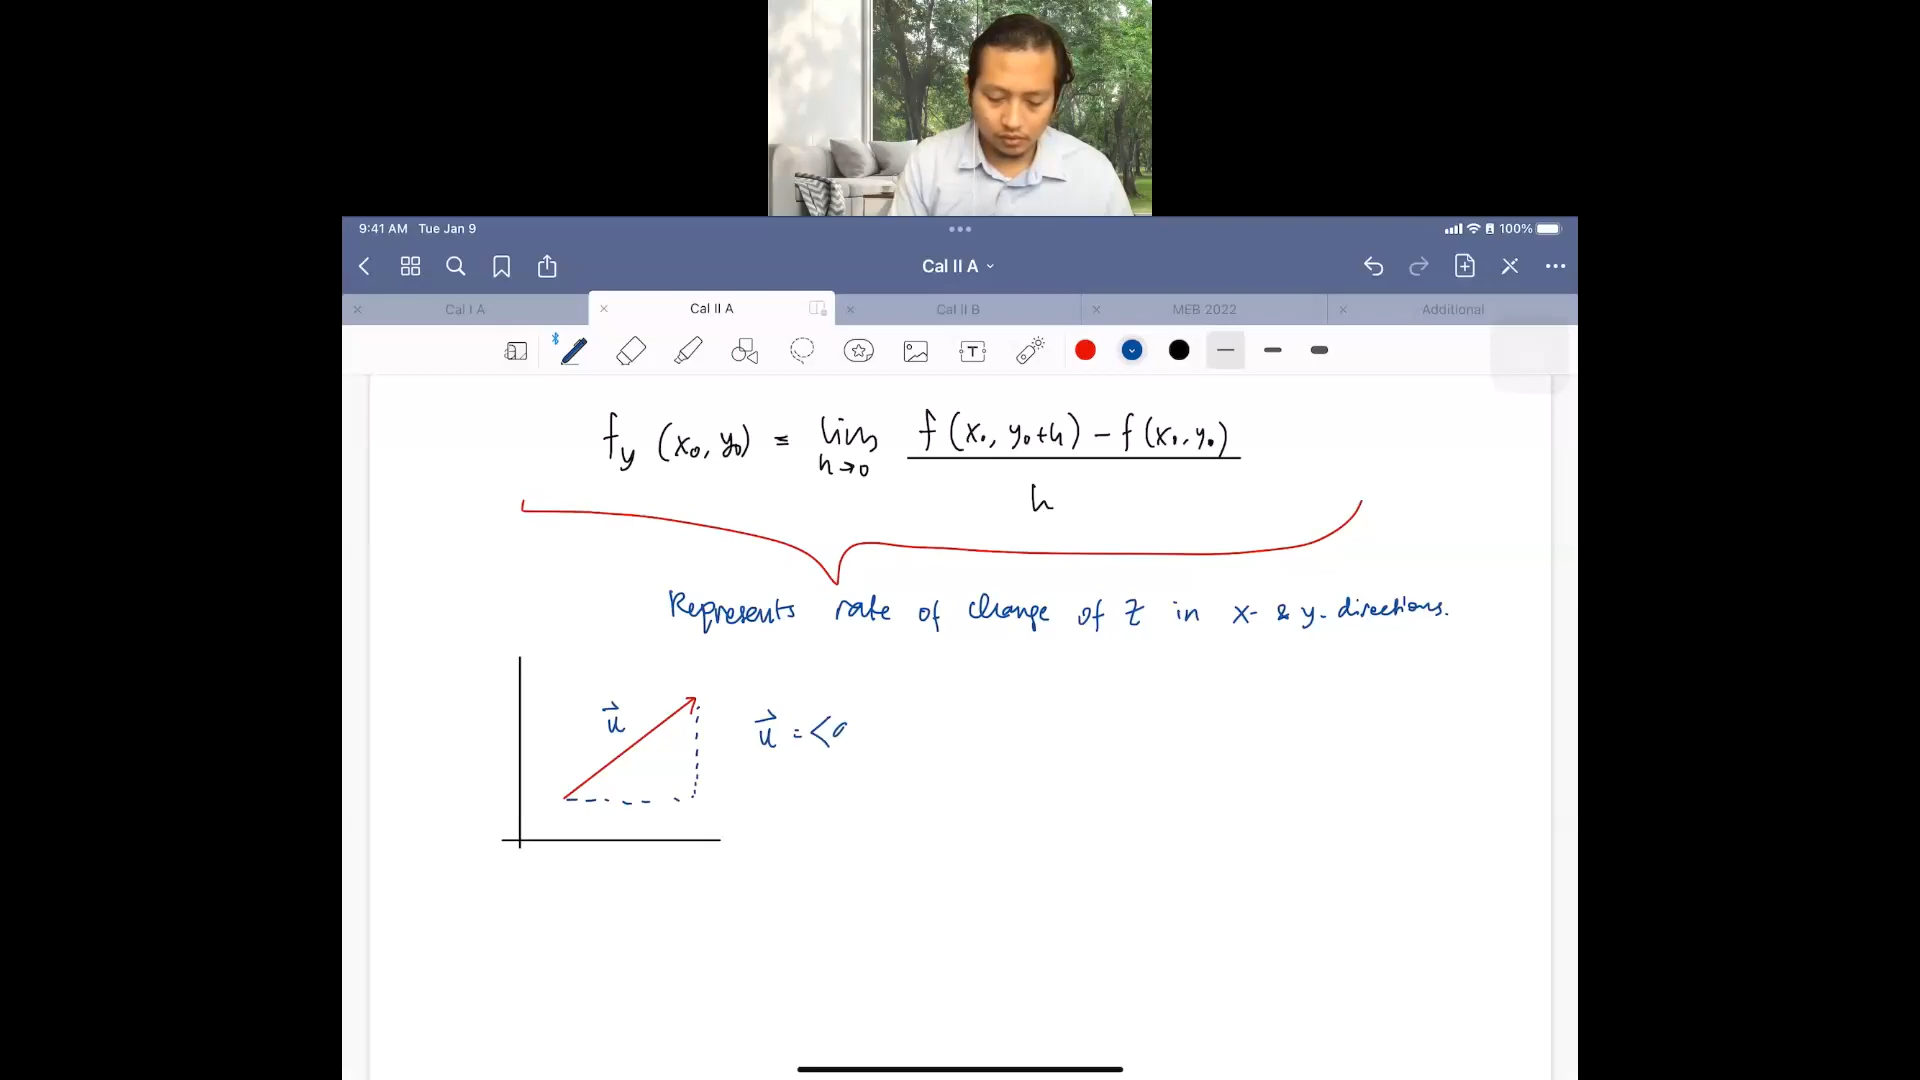 9:41 AM Tue Jan 9
100%
Cal II A
Cal I A
Cal II A
Cal II B
MEB 2022
Additional
T
f_y (x₀, y₀) = lim h→0 f(x₀, y₀+h) − f(x₀, y₀) / h
Represents rate of change of z in x- & y- directions.
u⃗
u⃗ = <a